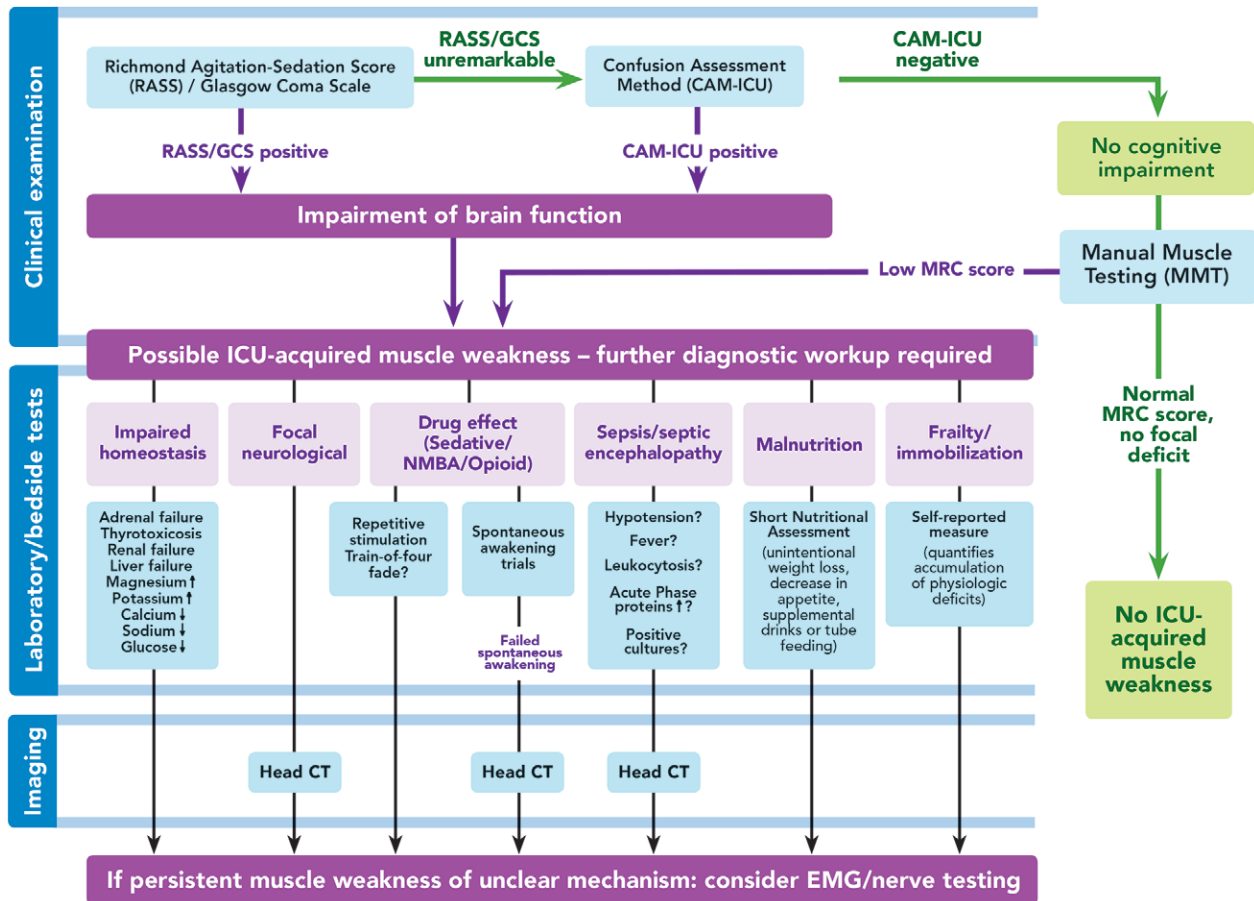 Clinical examination
Richmond Agitation-Sedation Score
(RASS) / Glasgow Coma Scale
RASS/GCS
unremarkable
Confusion Assessment
Method (CAM-ICU)
CAM-ICU
negative
RASS/GCS positive
CAM-ICU positive
No cognitive
impairment
Impairment of brain function
Low MRC score
Manual Muscle
Testing (MMT)
Possible ICU-acquired muscle weakness – further diagnostic workup required
Normal
MRC score,
no focal
deficit
No ICU-
acquired
muscle
weakness
Laboratory/bedside tests
Impaired
homeostasis
Focal
neurological
Drug effect
(Sedative/
NMBA/Opioid)
Sepsis/septic
encephalopathy
Malnutrition
Frailty/
immobilization
Adrenal failure
Thyrotoxicosis
Renal failure
Liver failure
Magnesium↑
Potassium↑
Calcium↓
Sodium↓
Glucose↓
Repetitive
stimulation
Train-of-four
fade?
Spontaneous
awakening
trials
Failed
spontaneous
awakening
Hypotension?
Fever?
Leukocytosis?
Acute Phase
proteins↑?
Positive
cultures?
Short Nutritional
Assessment
(unintentional
weight loss,
decrease in
appetite,
supplemental
drinks or tube
feeding)
Self-reported
measure
(quantifies
accumulation
of physiologic
deficits)
Imaging
Head CT
Head CT
Head CT
If persistent muscle weakness of unclear mechanism: consider EMG/nerve testing